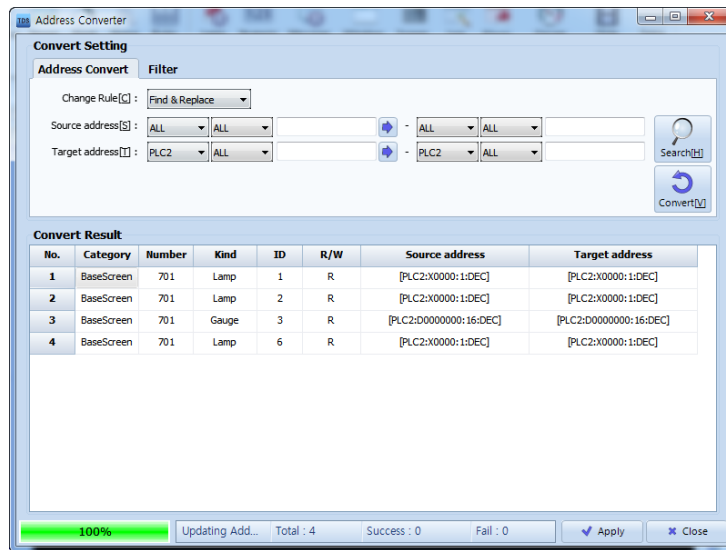 TDS Address Converter
Convert Setting
Address Convert Filter
Change Rule[C] : Find & Replace
Source address[S] : ALL ALL - ALL ALL
Target address[T] : PLC2 ALL - PLC2 ALL
Search[H]
Convert[V]
Convert Result
No. Category Number Kind ID R/W Source address Target address
1 BaseScreen 701 Lamp 1 R [PLC2:X0000:1:DEC] [PLC2:X0000:1:DEC]
2 BaseScreen 701 Lamp 2 R [PLC2:X0000:1:DEC] [PLC2:X0000:1:DEC]
3 BaseScreen 701 Gauge 3 R [PLC2:D0000000:16:DEC] [PLC2:D0000000:16:DEC]
4 BaseScreen 701 Lamp 6 R [PLC2:X0000:1:DEC] [PLC2:X0000:1:DEC]
100% Updating Add... Total : 4 Success : 0 Fail : 0 Apply Close